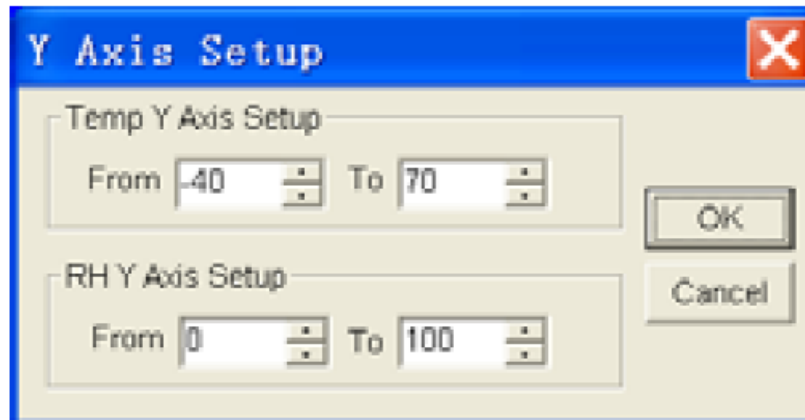 Y Axis Setup
Temp Y Axis Setup
From -40 To 70
OK
RH Y Axis Setup
Cancel
From 0 To 100